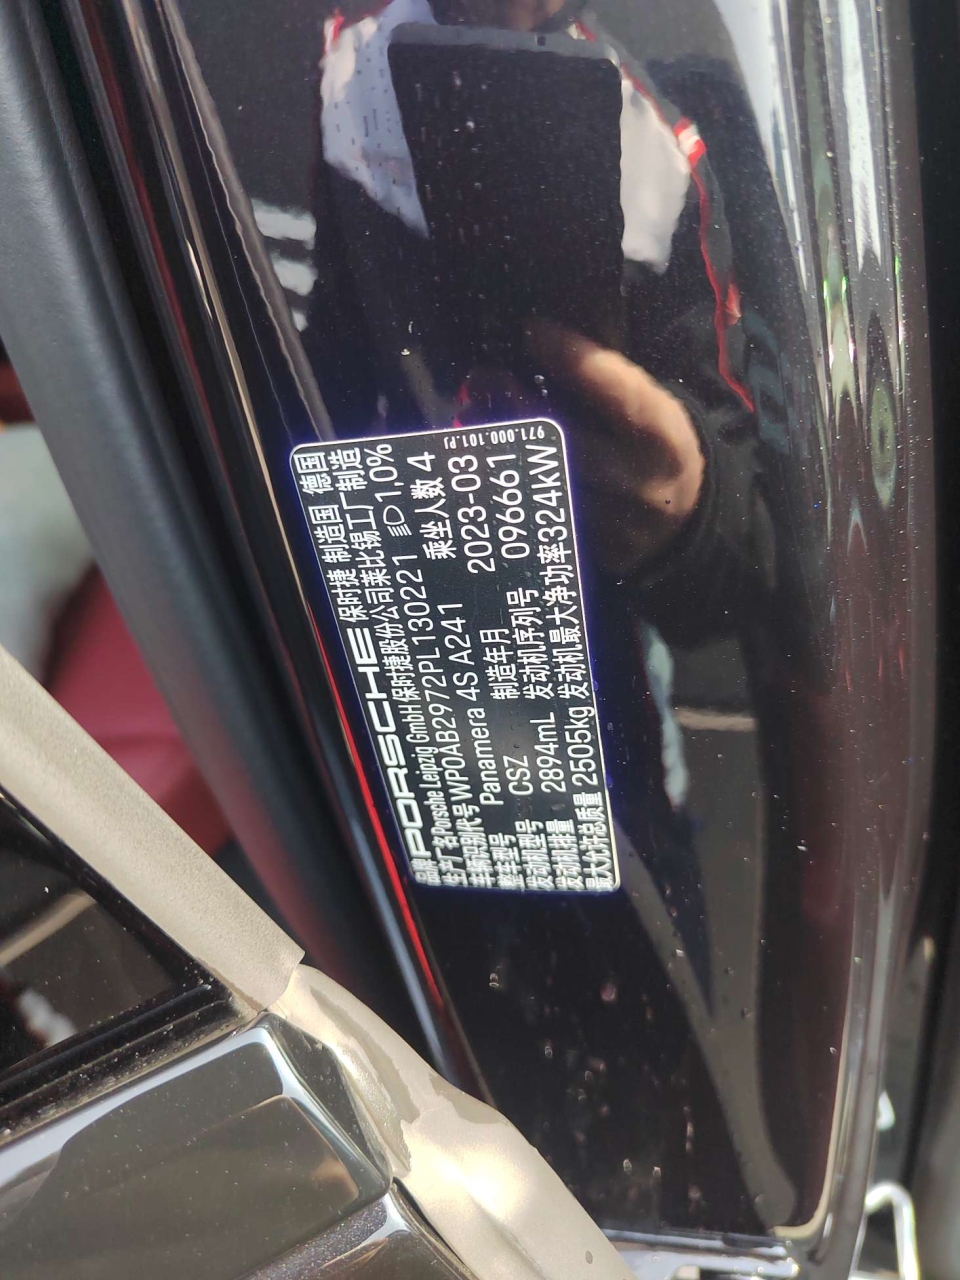 品牌 PORSCHE 保时捷 制造国 德国
生产厂名 Porsche Leipzig GmbH 保时捷股份公司莱比锡工厂制造
车辆识别代号 WP0AB2972PL130221 1,0%
整车型号 Panamera 4S A241 乘坐人数 4
发动机型号 CSZ 制造年月 2023-03
发动机排量 2894mL 发动机序列号 096661
最大允许总质量 2505kg 发动机最大净功率 324kW
971.000.101.PJ